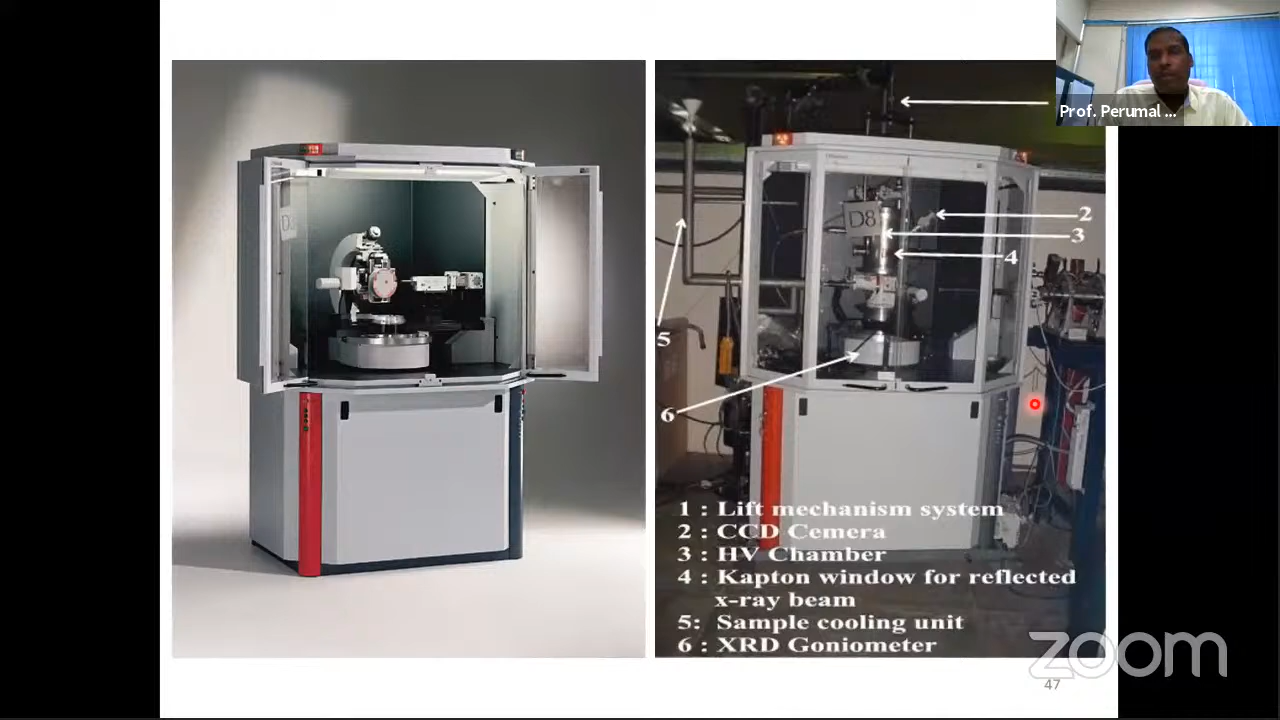 Prof. Perumal ...
D8
2
3
4
5
6
1 : Lift mechanism system
2 : CCD Cemera
3 : HV Chamber
4 : Kapton window for reflected
x-ray beam
5: Sample cooling unit
6 : XRD Goniometer
zoom
47